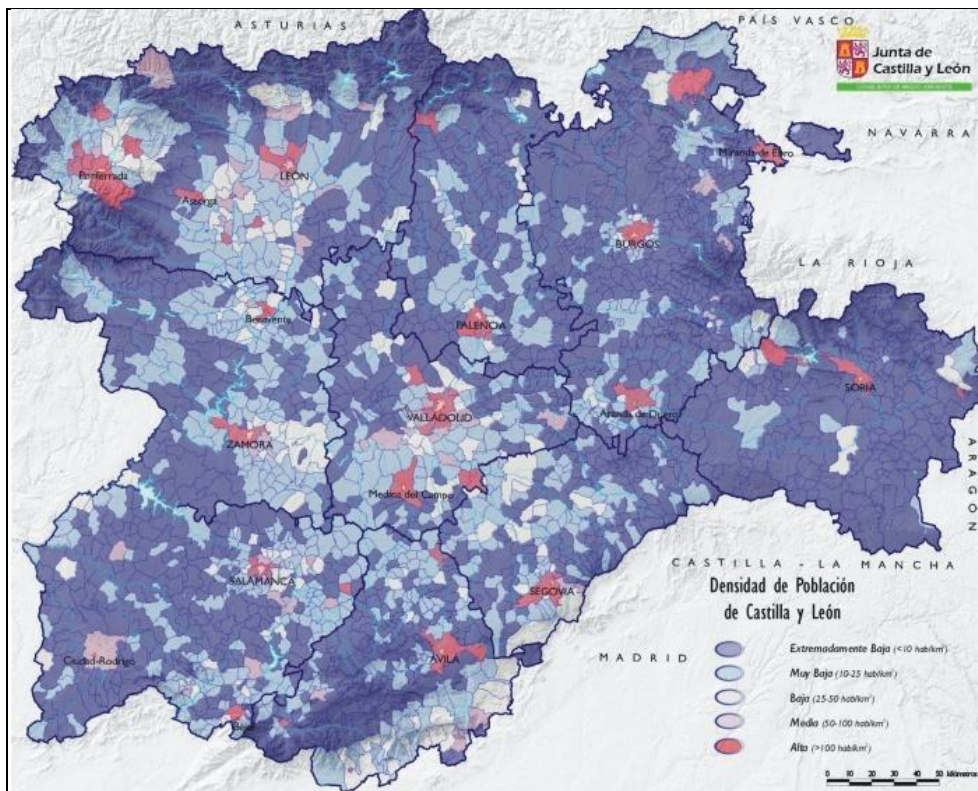 ASTURIAS
PAÍS VASCO
Junta de
Castilla y León
CONSEJERÍA DE MEDIO AMBIENTE
NAVARRA
Miranda de Ebro
Ponferrada
LEÓN
Astorga
BURGOS
LA RIOJA
Benavente
PALENCIA
SORIA
VALLADOLID
Aranda de Duero
ZAMORA
ARAGÓN
Medina del Campo
CASTILLA - LA MANCHA
SALAMANCA
SEGOVIA
Densidad de Población
de Castilla y León
Ciudad-Rodrigo
ÁVILA
MADRID
Extremadamente Baja (<10 hab/km²)
Muy Baja (10-25 hab/km²)
Baja (25-50 hab/km²)
Media (50-100 hab/km²)
Alta (>100 hab/km²)
0 10 20 30 40 50 kilómetros